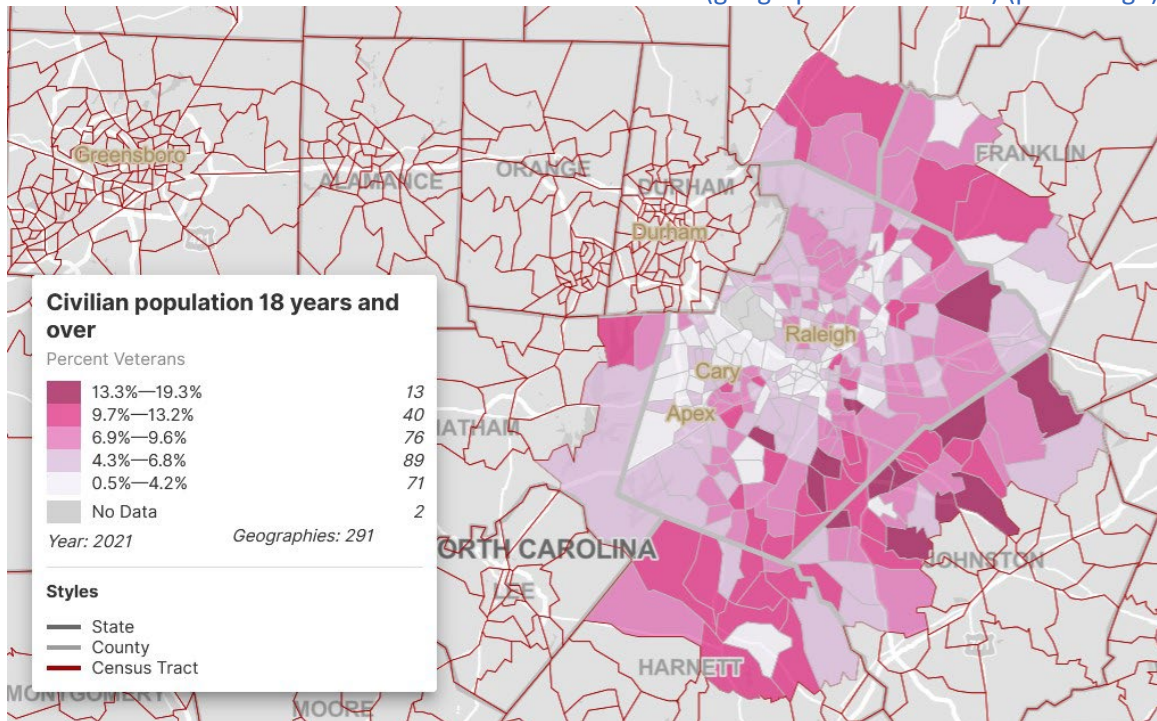 FRANKLIN
Greensboro
ALAMANCE
ORANGE
DURHAM
Durham
Raleigh
Cary
Apex
Civilian population 18 years and
over
Percent Veterans
13.3%—19.3% 13
9.7%—13.2% 40
6.9%—9.6% 76
4.3%—6.8% 89
0.5%—4.2% 71
No Data 2
Year: 2021 Geographies: 291
Styles
State
County
Census Tract
HATHAM
ORTH CAROLINA
LEE
JOHNSTON
HARNETT
MONTGOMERY
MOORE